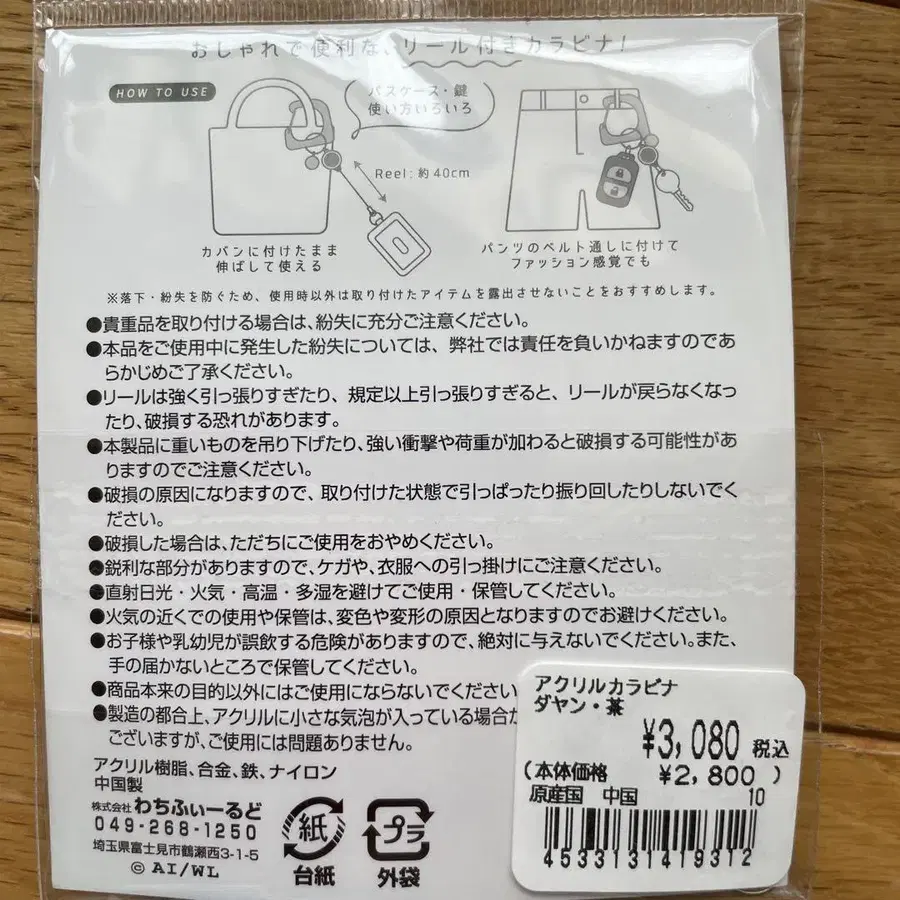 おしゃれで便利な、リール付きカラビナ!
HOW TO USE
パスケース・鍵
使い方いろいろ
Reel:約40cm
カバンに付けたまま
伸ばして使える
パンツのベルト通しに付けて
ファッション感覚でも
※落下・紛失を防ぐため、使用時以外は取り付けたアイテムを露出させないことをおすすめします。
●貴重品を取り付ける場合は、紛失に充分ご注意ください。
●本品をご使用中に発生した紛失については、弊社では責任を負いかねますのであ
らかじめご了承ください。
●リールは強く引っ張りすぎたり、規定以上引っ張りすぎると、リールが戻らなくなっ
たり、破損する恐れがあります。
●本製品に重いものを吊り下げたり、強い衝撃や荷重が加わると破損する可能性があ
りますのでご注意ください。
●破損の原因になりますので、取り付けた状態で引っぱったり振り回したりしないでく
ださい。
●破損した場合は、ただちにご使用をおやめください。
●鋭利な部分がありますので、ケガや、衣服への引っ掛けにご注意ください。
●直射日光・火気・高温・多湿を避けてご使用・保管してください。
●火気の近くでの使用や保管は、変色や変形の原因となりますのでお避けください。
●お子様や乳幼児が誤飲する危険がありますので、絶対に与えないでください。また、
手の届かないところで保管してください。
●商品本来の目的以外にはご使用にならないでください
●製造の都合上、アクリルに小さな気泡が入っている場合が
ございますが、ご使用には問題ありません。
アクリル樹脂、合金、鉄、ナイロン
中国製
株式会社 わちふぃーるど
049-268-1250
埼玉県富士見市鶴瀬西3-1-5
© AI/WL
紙
台紙
プラ
外袋
アクリルカラビナ
ダヤン・茶
¥3,080 税込
(本体価格 ¥2,800 )
原産国 中国 10
4533131419312